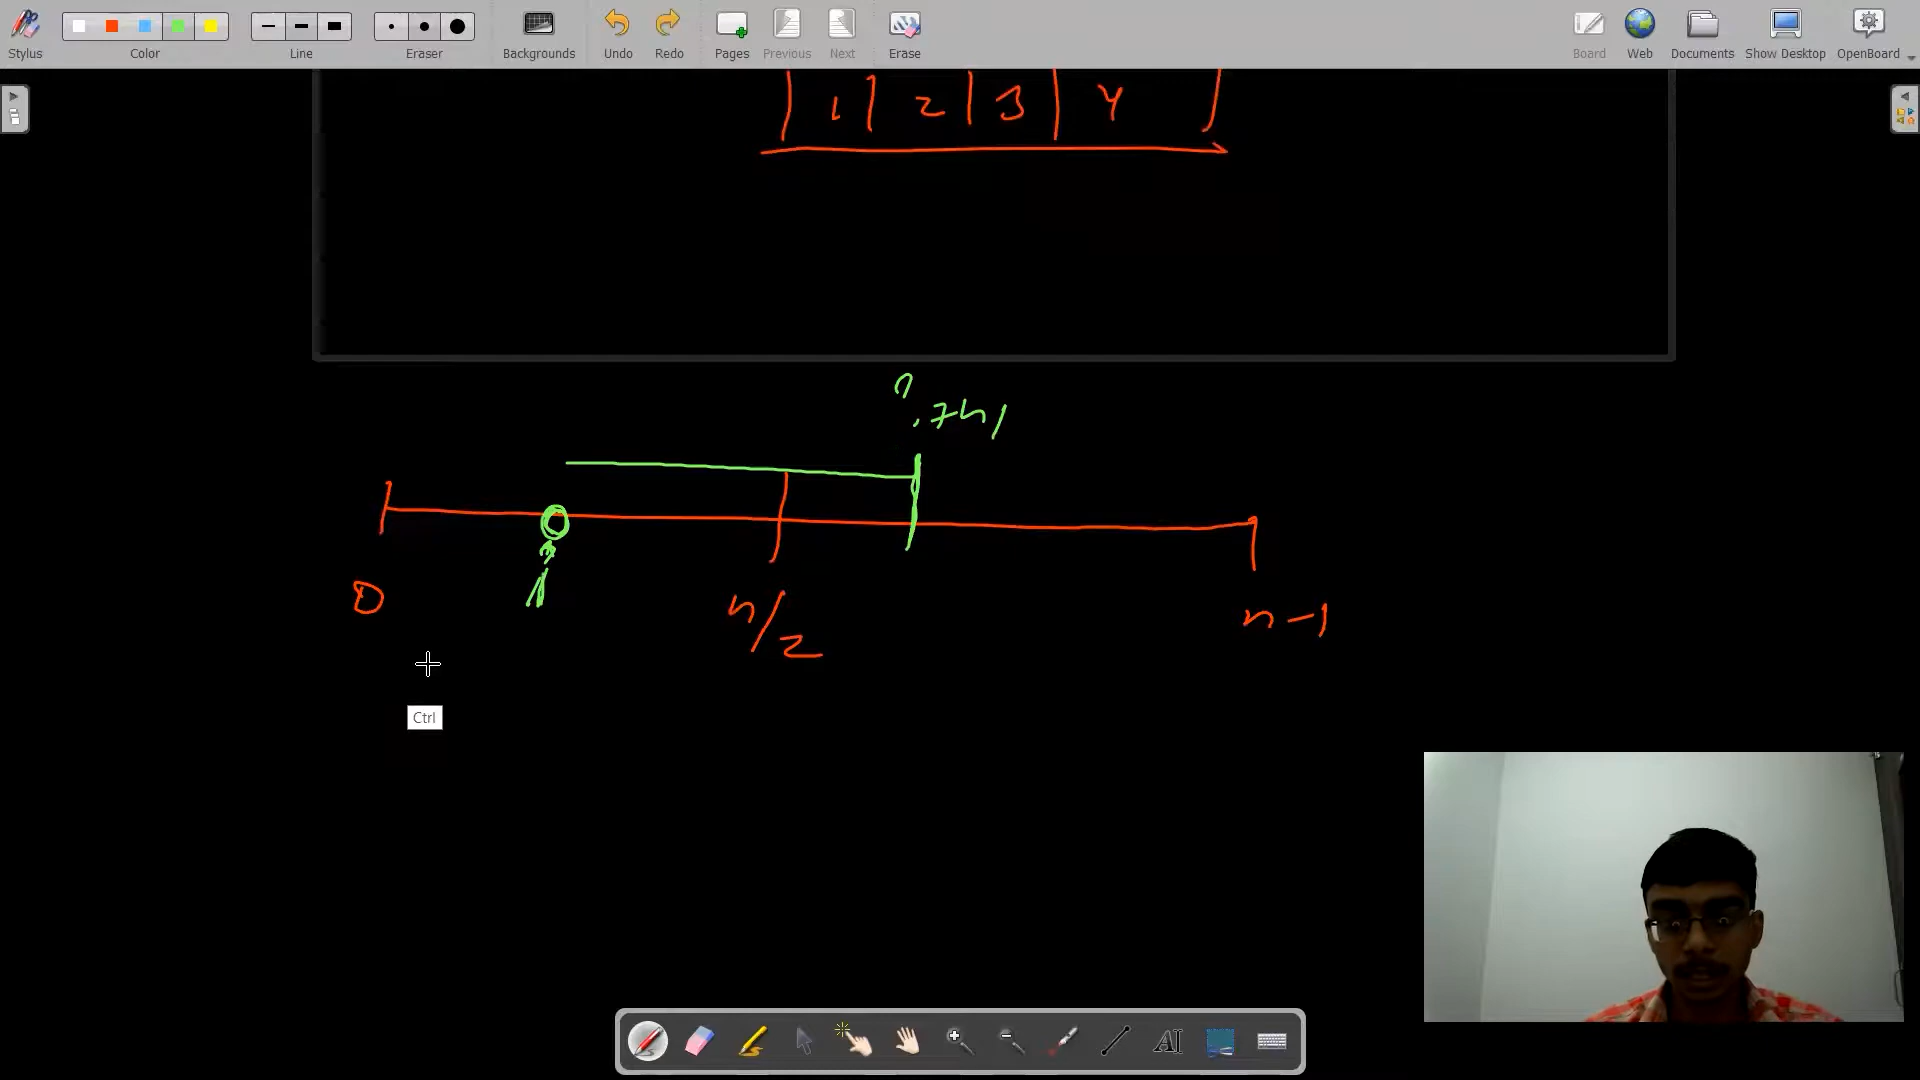 Stylus Color Line Eraser Backgrounds Undo Redo Pages Previous Next Erase Board Web Documents Show Desktop OpenBoard
1 2 3 4
0 n/2 n-1
Ctrl
AI